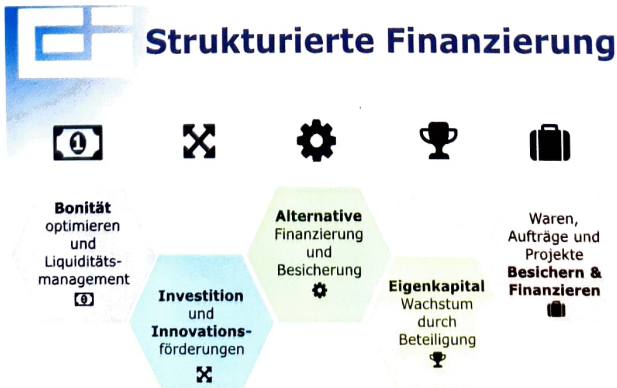 Strukturierte Finanzierung
Bonität
optimieren
und
Liquiditäts-
management
Investition
und
Innovations-
förderungen
Alternative
Finanzierung
und
Besicherung
Eigenkapital
Wachstum
durch
Beteiligung
Waren,
Aufträge und
Projekte
Besichern &
Finanzieren